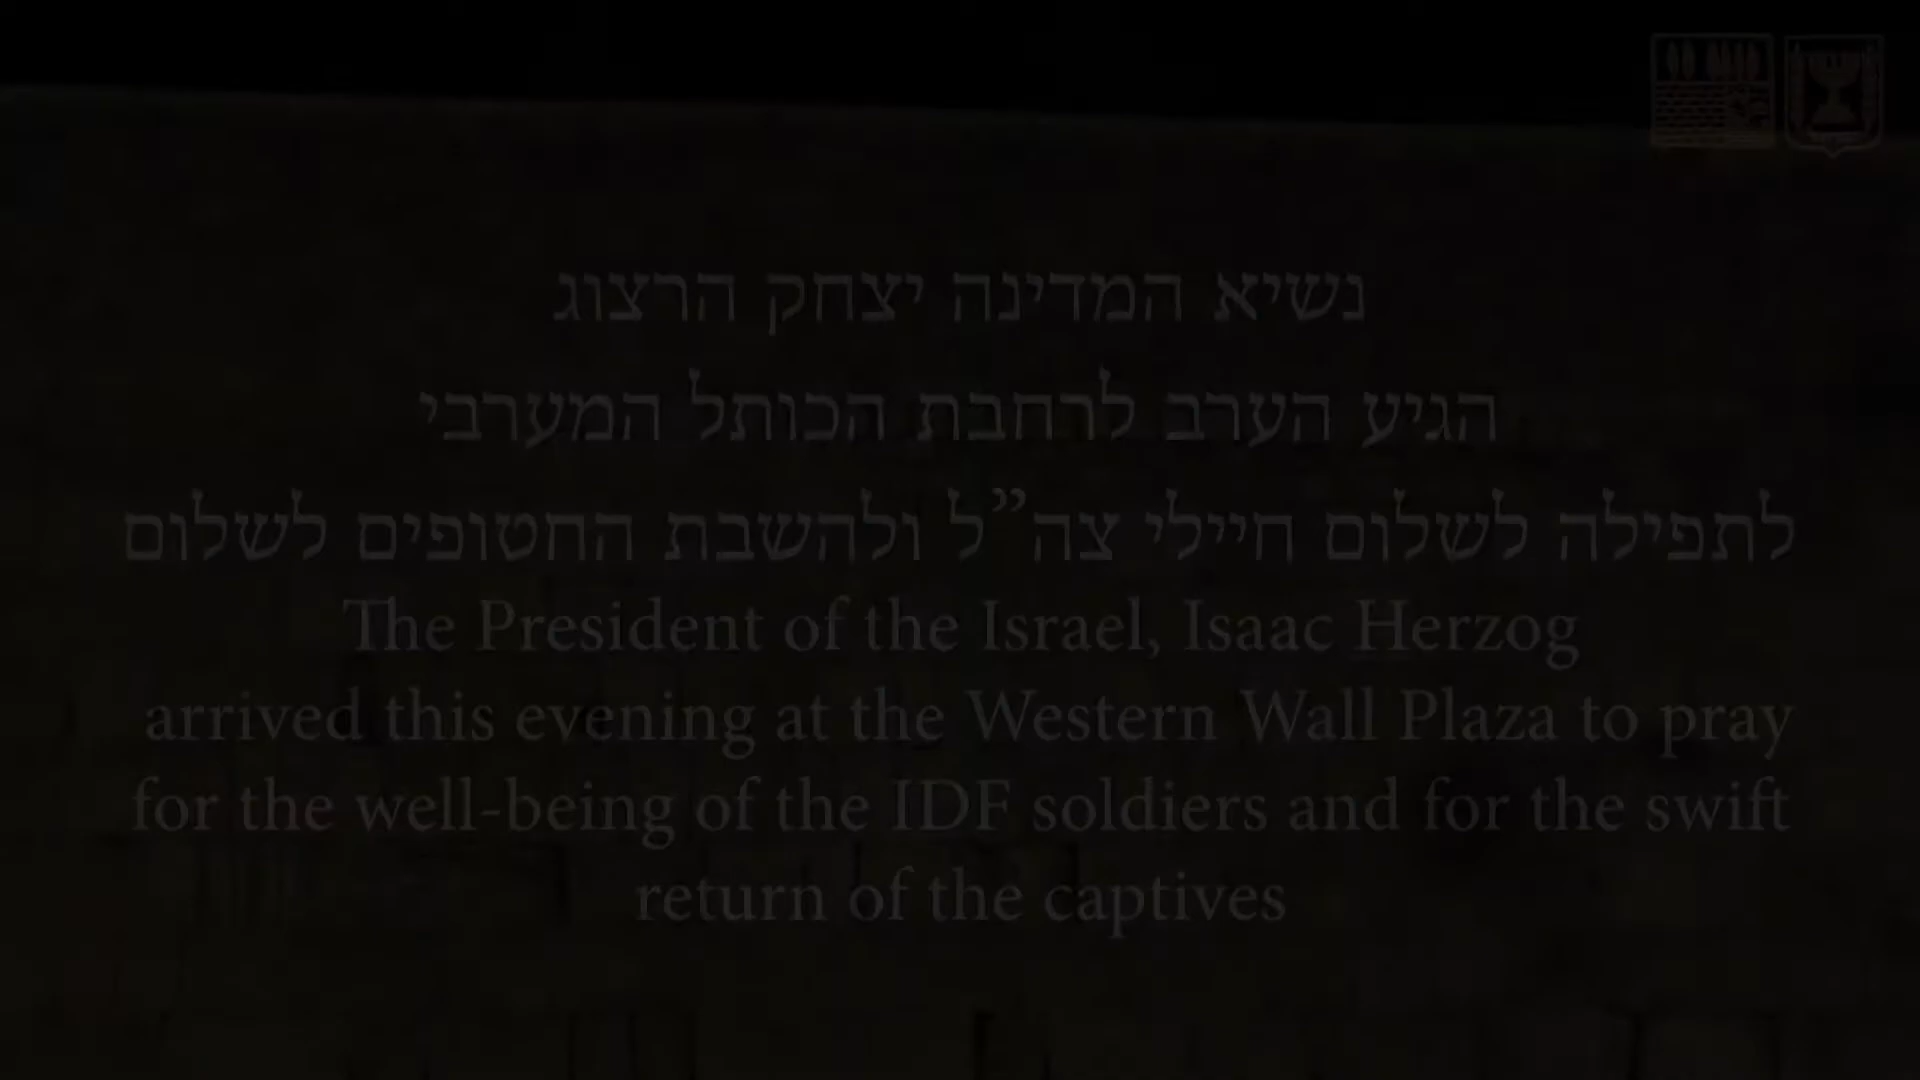 נשיא המדינה יצחק הרצוג
הגיע הערב לרחבת הכותל המערבי
לתפילה לשלום חיילי צה”ל ולהשבת החטופים לשלום
The President of the Israel, Isaac Herzog
arrived this evening at the Western Wall Plaza to pray
for the well-being of the IDF soldiers and for the swift
return of the captives